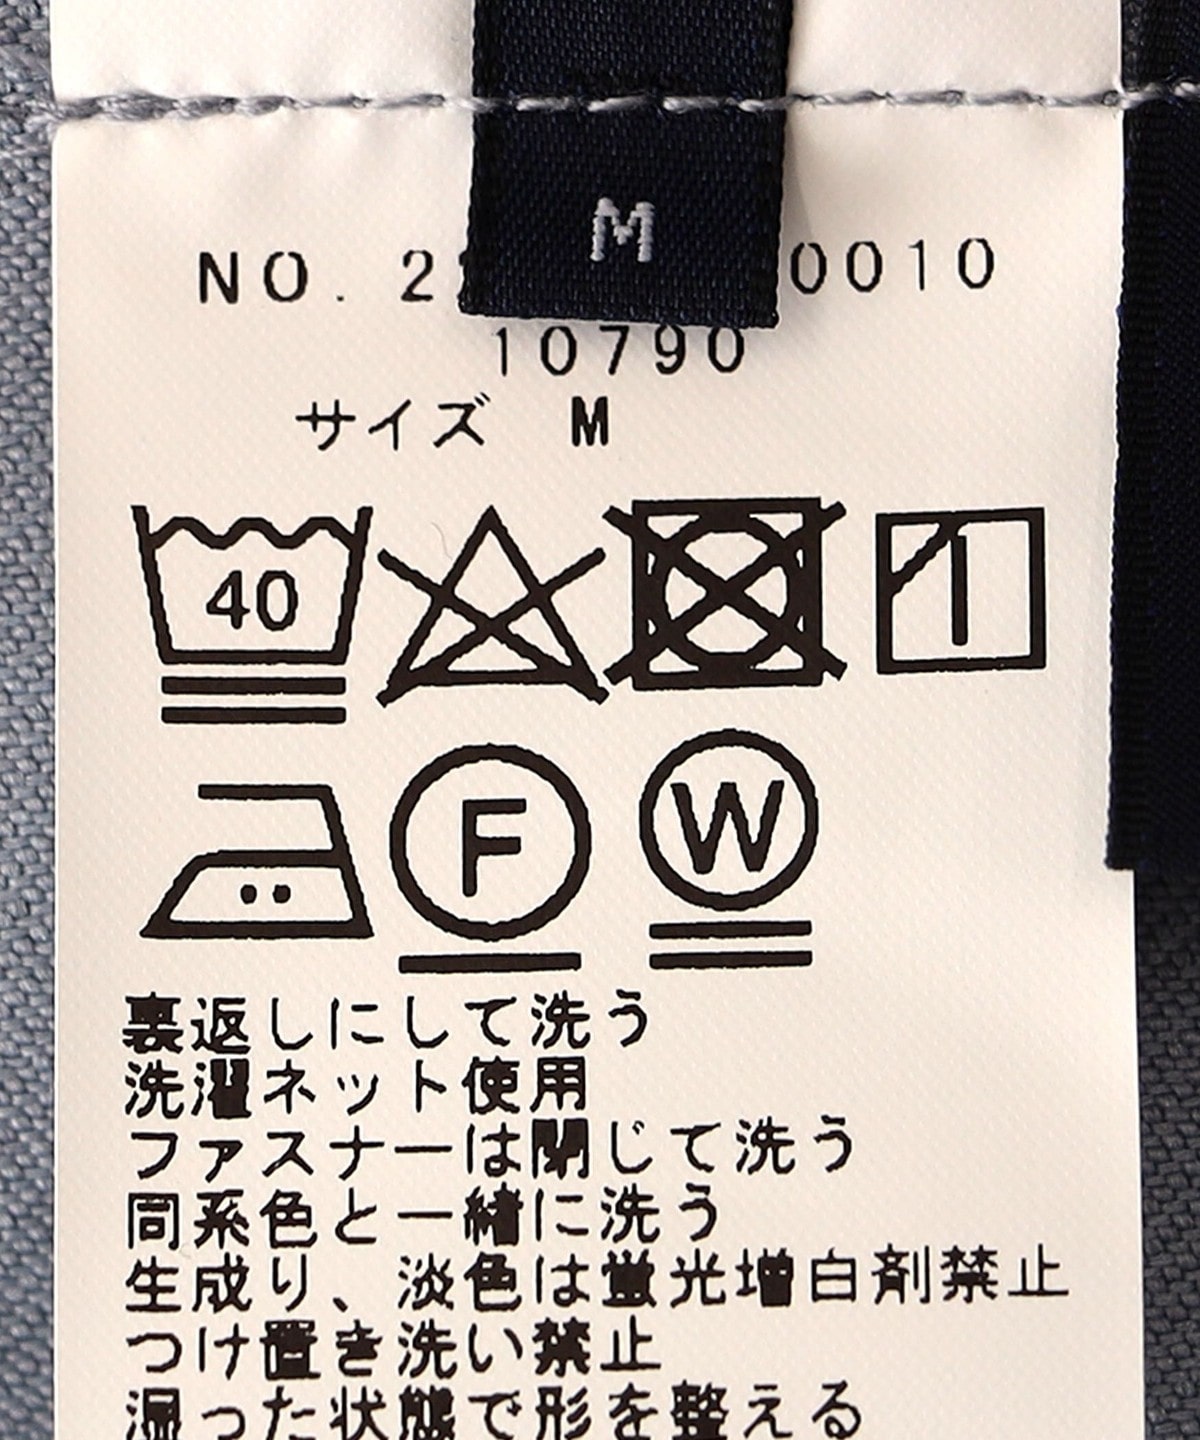 M
NO. 2 0010
10790
サイズ M
40
F W
裏返しにして洗う
洗濯ネット使用
ファスナーは閉じて洗う
同系色と一緒に洗う
生成り、淡色は蛍光増白剤禁止
つけ置き洗い禁止
湿った状態で形を整える